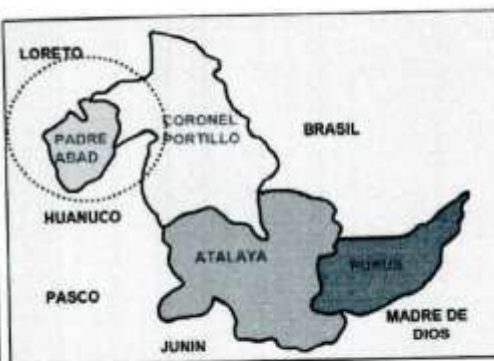 LORETO
CORONEL
PORTILLO
BRASIL
PADRE
ABAD
HUANUCO
ATALAYA
PURUS
PASCO
MADRE DE
DIOS
JUNIN